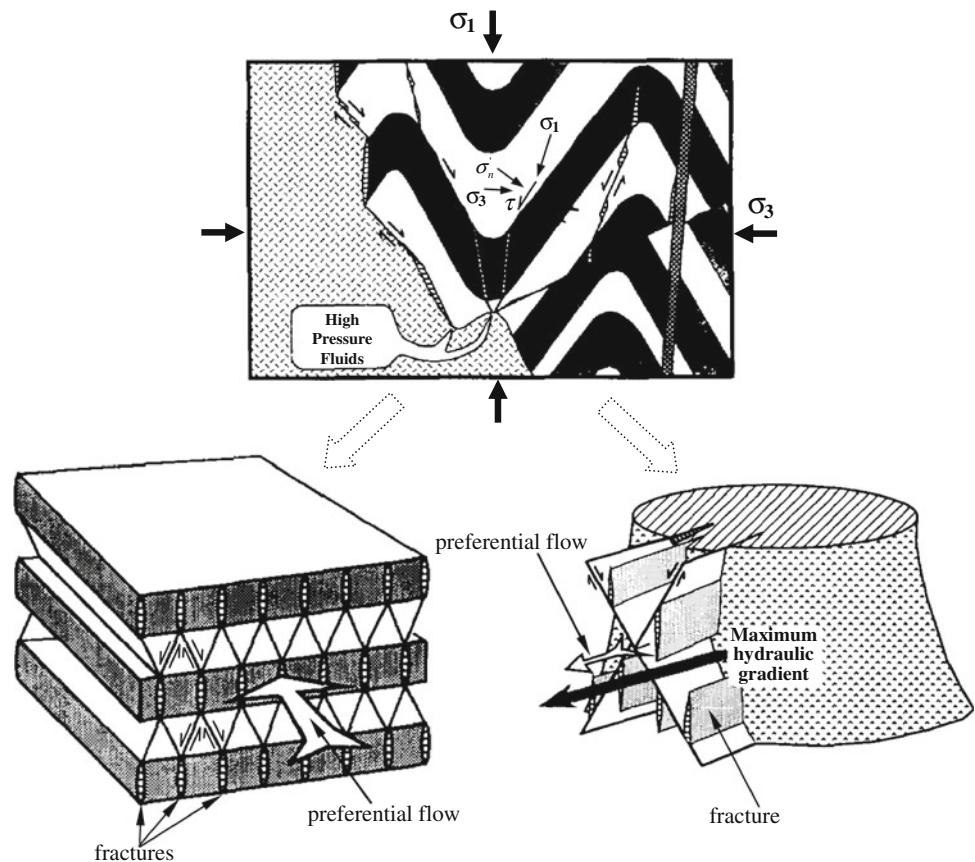 σ1
σ1
σ'n
σ3
τ
σ3
High
Pressure
Fluids
preferential flow
Maximum
hydraulic
gradient
preferential flow
fracture
fractures